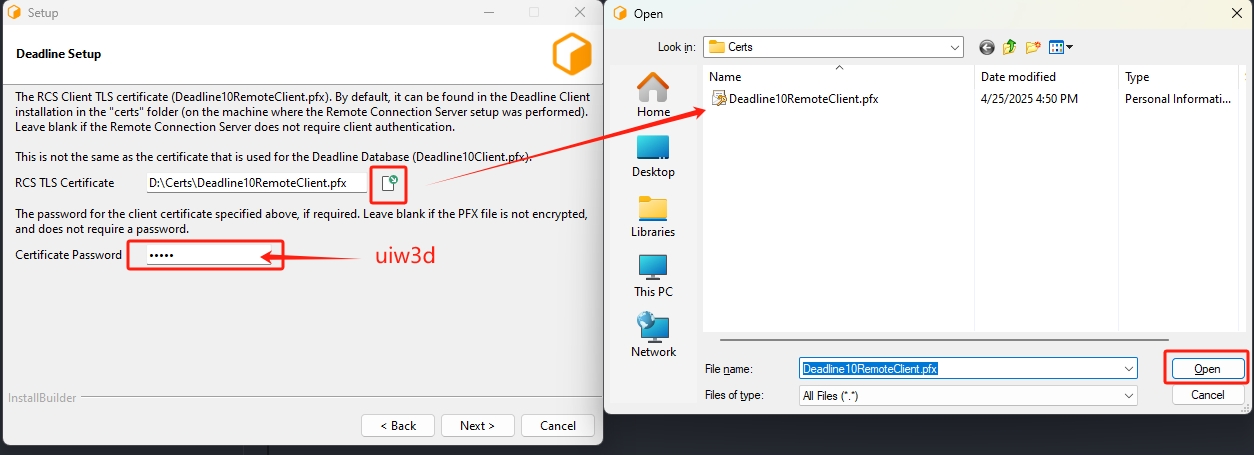 Setup
Deadline Setup
The RCS Client TLS certificate (Deadline10RemoteClient.pfx). By default, it can be found in the Deadline Client
installation in the "certs" folder (on the machine where the Remote Connection Server setup was performed).
Leave blank if the Remote Connection Server does not require client authentication.
This is not the same as the certificate that is used for the Deadline Database (Deadline10Client.pfx).
RCS TLS Certificate
D:\Certs\Deadline10RemoteClient.pfx
The password for the client certificate specified above, if required. Leave blank if the PFX file is not encrypted,
and does not require a password.
Certificate Password
•••••
uiw3d
InstallBuilder
< Back
Next >
Cancel
Open
Look in:
Certs
Home
Desktop
Libraries
This PC
Network
Name
Date modified
Type
Deadline10RemoteClient.pfx
4/25/2025 4:50 PM
Personal Informati...
File name:
Deadline10RemoteClient.pfx
Open
Files of type:
All Files (*.*)
Cancel